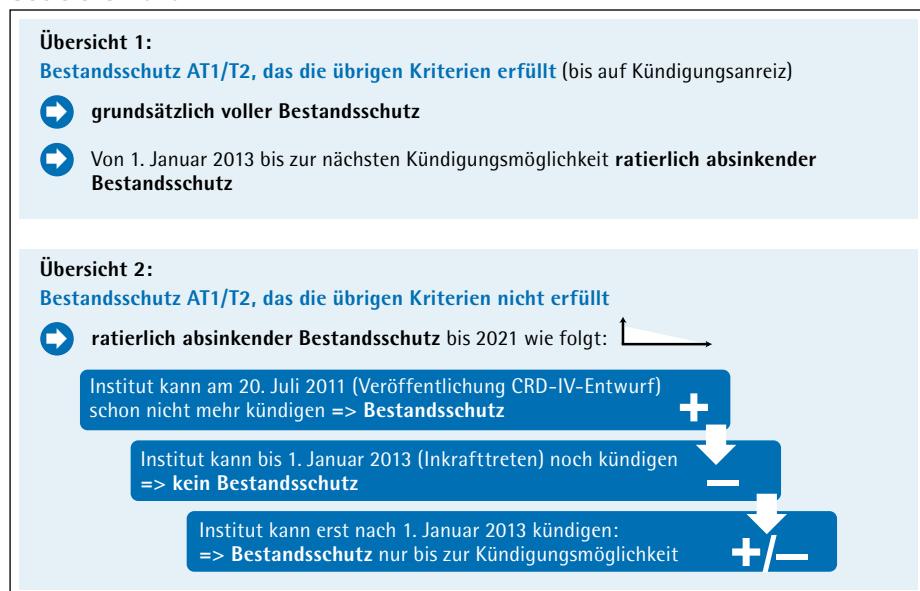 Übersicht 1:
Bestandsschutz AT1/T2, das die übrigen Kriterien erfüllt (bis auf Kündigungsanreiz)
grundsätzlich voller Bestandsschutz
Von 1. Januar 2013 bis zur nächsten Kündigungsmöglichkeit ratierlich absinkender
Bestandsschutz
Übersicht 2:
Bestandsschutz AT1/T2, das die übrigen Kriterien nicht erfüllt
ratierlich absinkender Bestandsschutz bis 2021 wie folgt:
Institut kann am 20. Juli 2011 (Veröffentlichung CRD-IV-Entwurf)
schon nicht mehr kündigen => Bestandsschutz
+
Institut kann bis 1. Januar 2013 (Inkrafttreten) noch kündigen
=> kein Bestandsschutz
–
Institut kann erst nach 1. Januar 2013 kündigen:
=> Bestandsschutz nur bis zur Kündigungsmöglichkeit
+/–